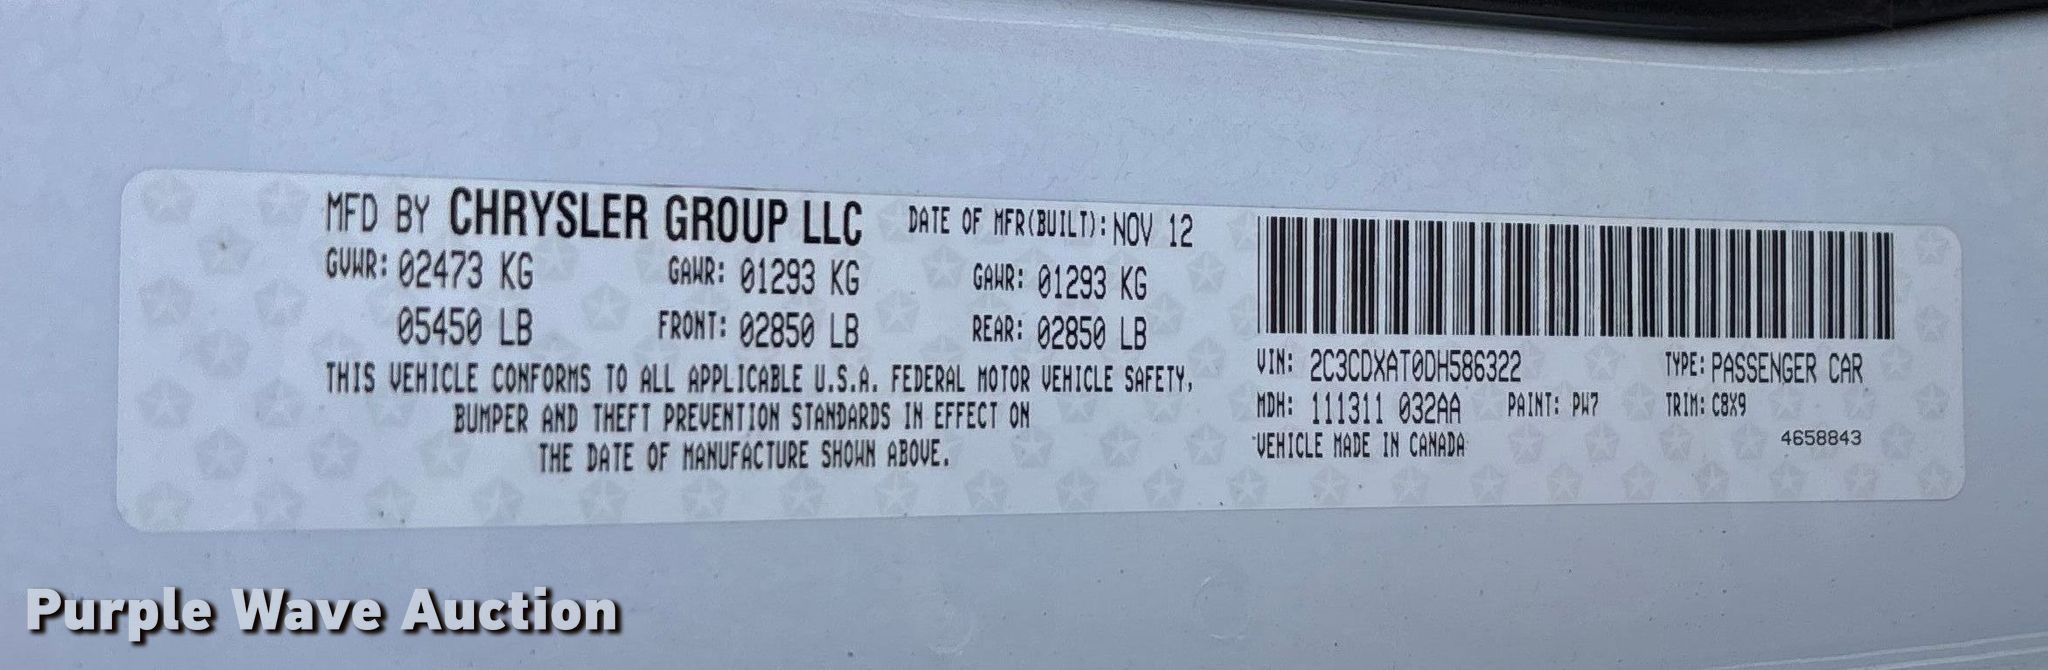 MFD BY CHRYSLER GROUP LLC DATE OF MFR(BUILT): NOV 12
GVWR: 02473 KG GAWR: 01293 KG GAWR: 01293 KG
05450 LB FRONT: 02850 LB REAR: 02850 LB
THIS VEHICLE CONFORMS TO ALL APPLICABLE U.S.A. FEDERAL MOTOR VEHICLE SAFETY,
BUMPER AND THEFT PREVENTION STANDARDS IN EFFECT ON
THE DATE OF MANUFACTURE SHOWN ABOVE.
VIN: 2C3CDXAT0DH586322 TYPE: PASSENGER CAR
MDH: 111311 032AA PAINT: PW7 TRIM: C8X9
VEHICLE MADE IN CANADA 4658843
Purple Wave Auction